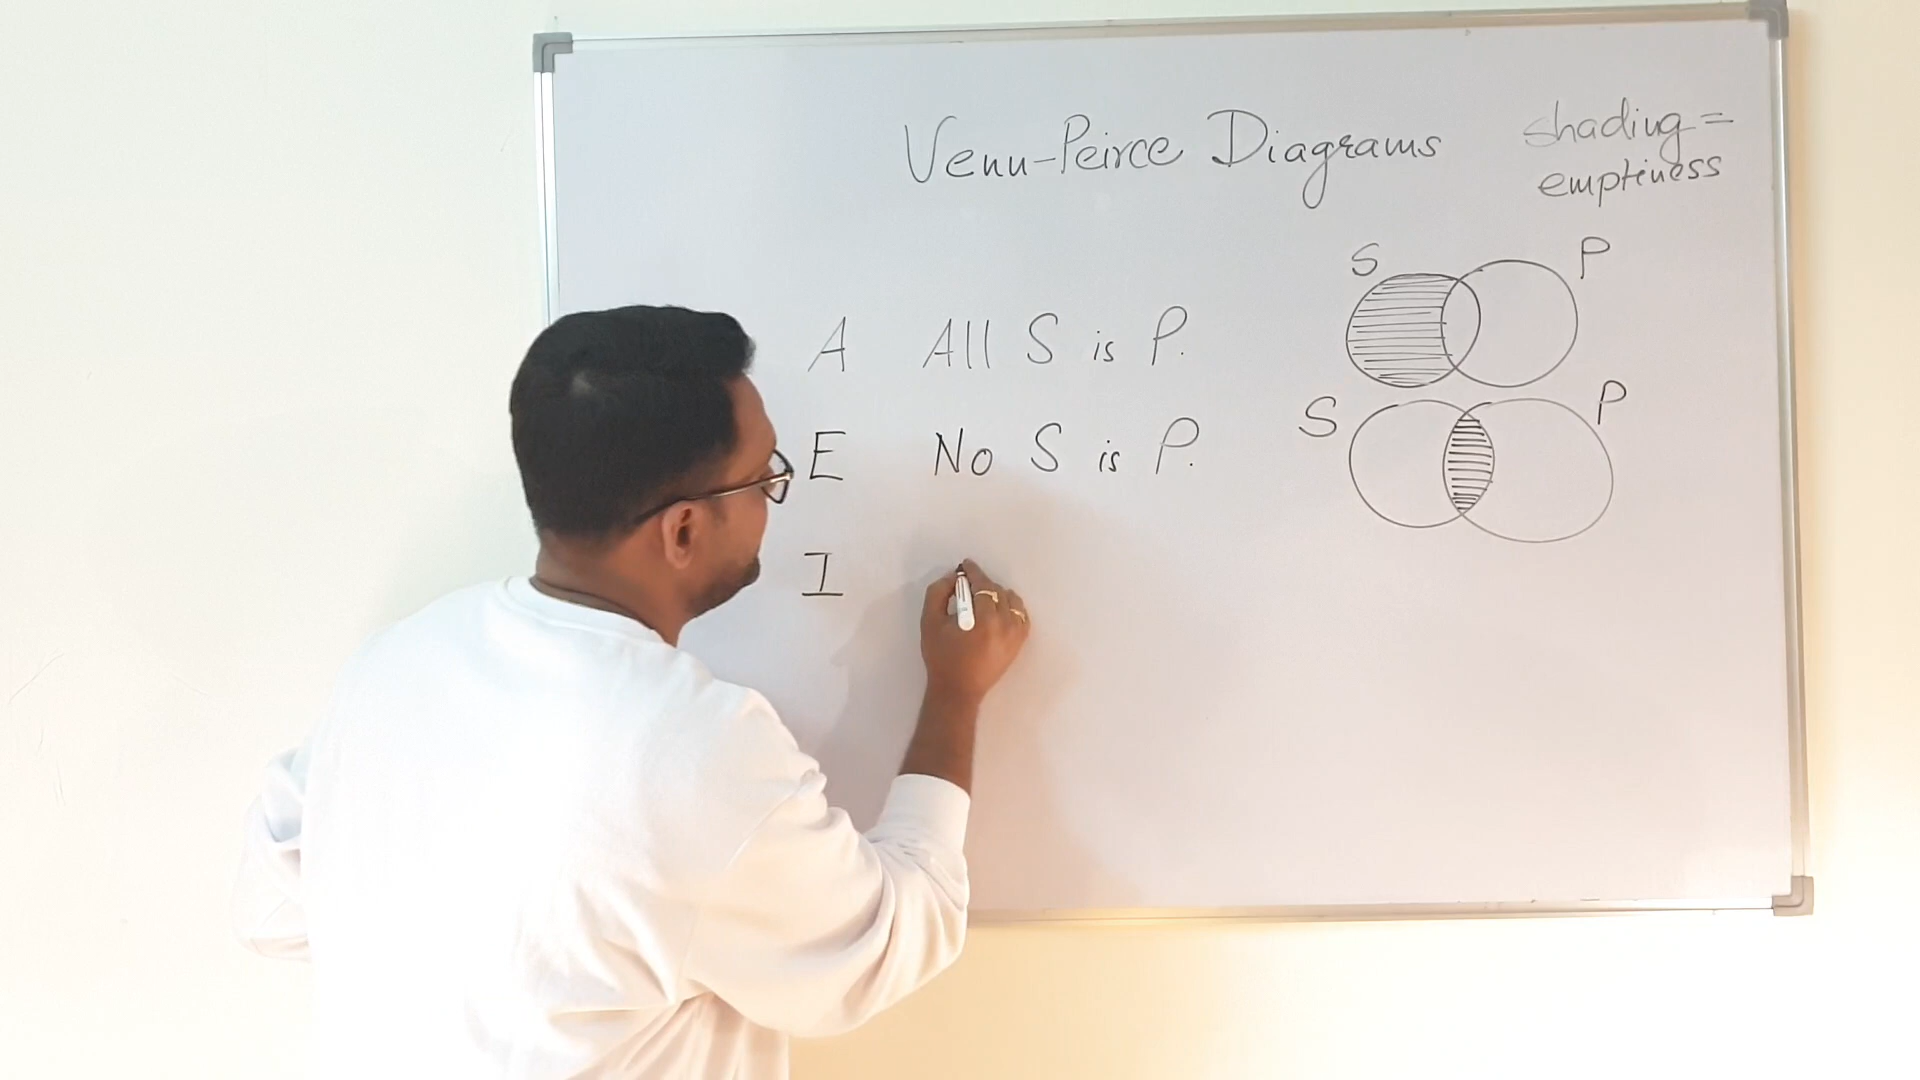 Venn-Peirce Diagrams
shading =
emptiness
S P
A All S is P.
S P
E No S is P.
I